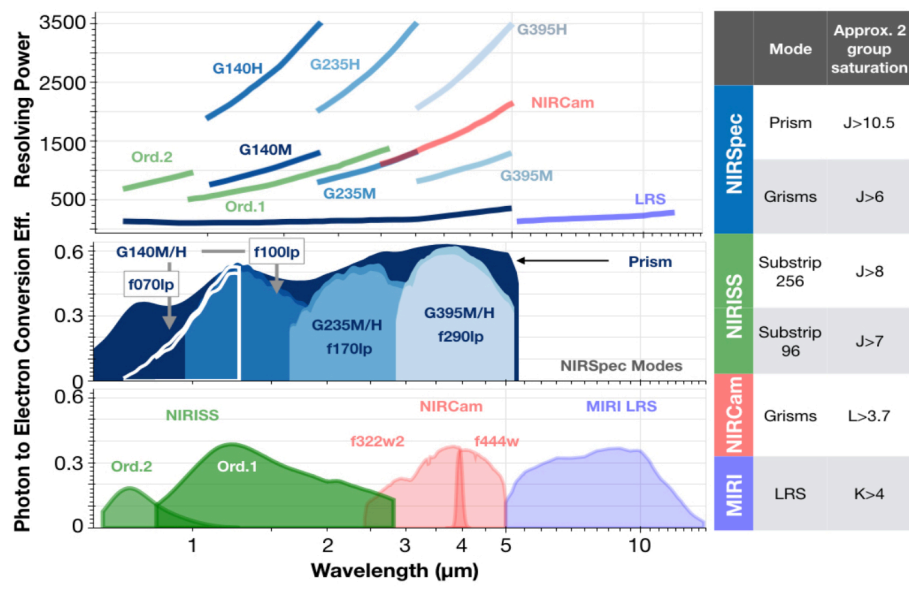 Resolving Power
3500
2500
1500
500
G140H
G235H
G395H
NIRCam
Ord.2
G140M
Ord.1
G235M
G395M
LRS
Photon to Electron Conversion Eff.
0.6
0.3
0
G140M/H
f100lp
f070lp
Prism
G235M/H
f170lp
G395M/H
f290lp
NIRSpec Modes
0.6
0.3
0
NIRISS
NIRCam
MIRI LRS
f322w2
f444w
Ord.2
Ord.1
1 2 3 4 5 10
Wavelength (μm)
Mode
Approx. 2
group
saturation
NIRSpec
Prism
J>10.5
Grisms
J>6
NIRISS
Substrip
256
J>8
Substrip
96
J>7
NIRCam
Grisms
L>3.7
MIRI
LRS
K>4